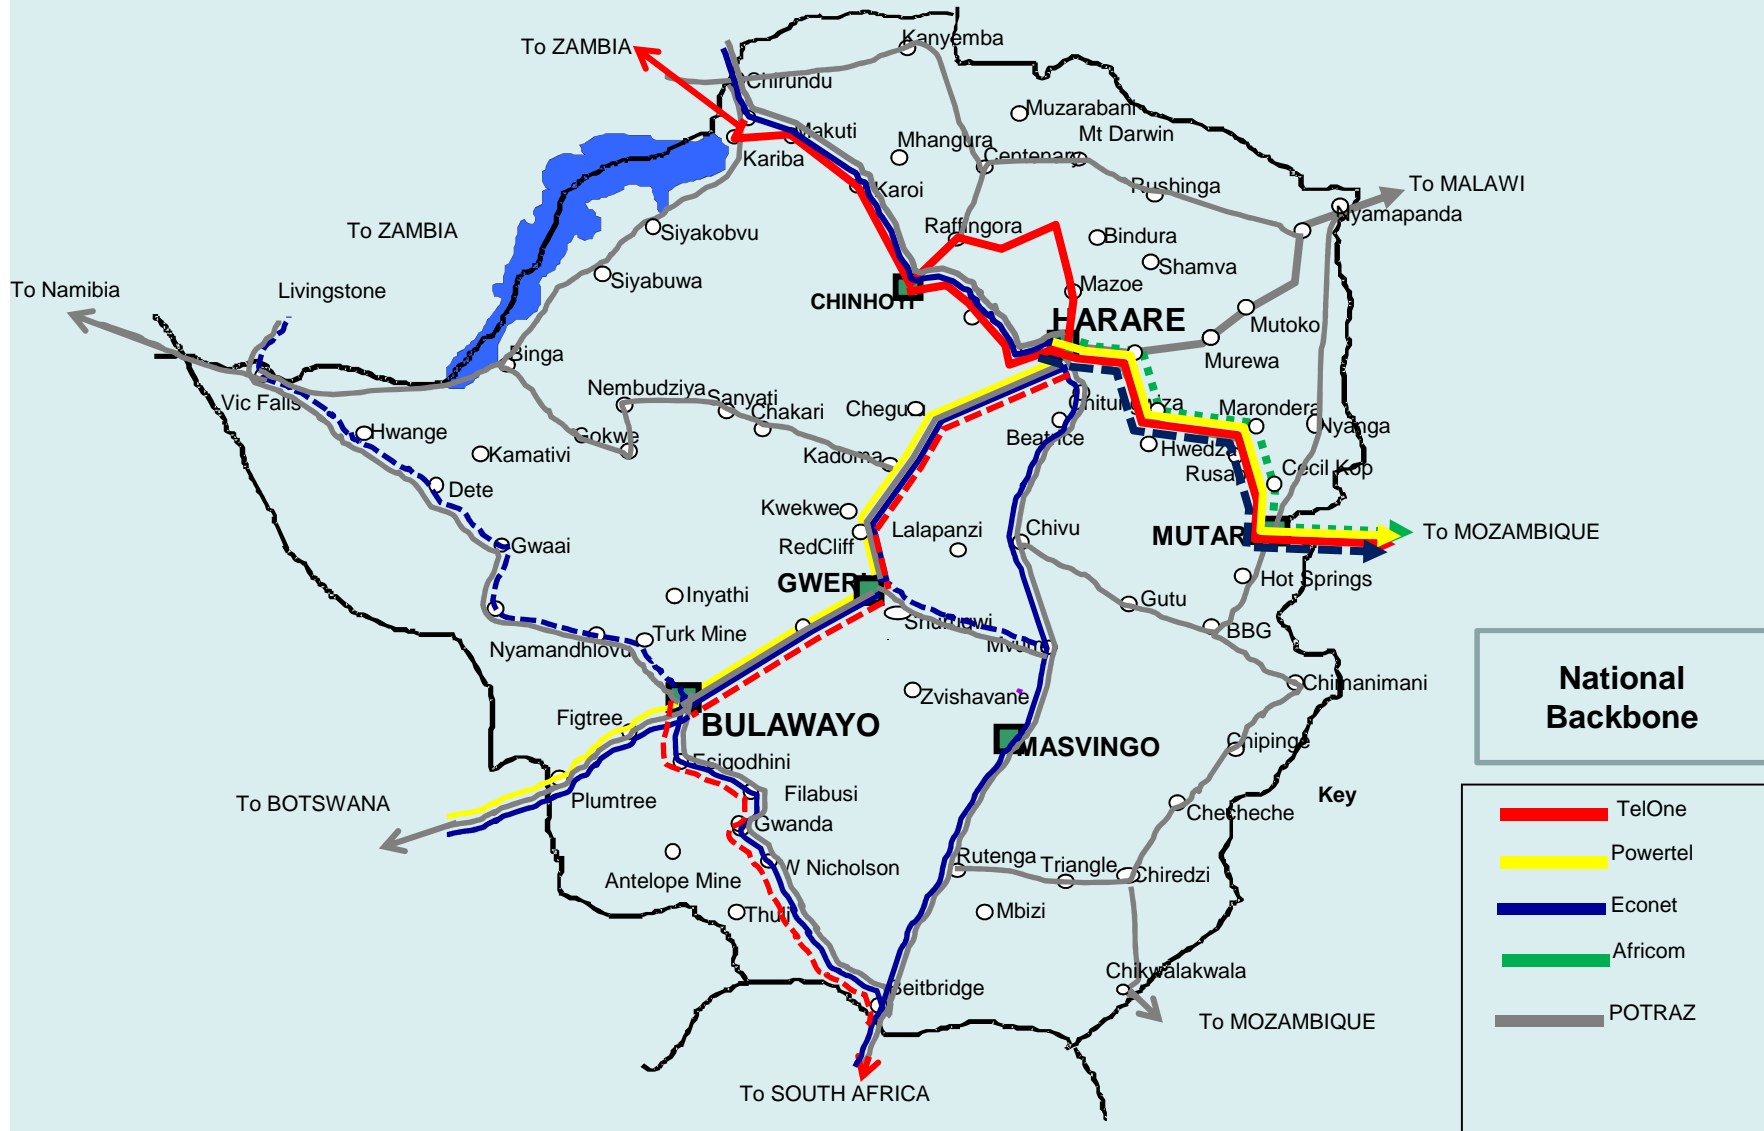 Kanyemba
To ZAMBIA
Chirundu
Muzarabani
Makuti
Mt Darwin
Mhangura
Kariba
Centenary
Karoi
Rushinga
To MALAWI
Nyamapanda
To ZAMBIA
Siyakobvu
Raffingora
Bindura
Shamva
Siyabuwa
To Namibia
Livingstone
Mazoe
CHINHOYI
HARARE
Mutoko
Binga
Murewa
Nembudziya
Sanyati
Vic Falls
Chakari
Chegutu
Chitungwiza
Marondera
Hwange
Gokwe
Beatrice
Nyanga
Kamativi
Kadoma
Hwedza
Rusape
Cecil Kop
Dete
Kwekwe
Lalapanzi
Chivu
To MOZAMBIQUE
Gwaai
RedCliff
MUTARE
GWERU
Hot Springs
Inyathi
Gutu
Shurugwi
BBG
Turk Mine
Nyamandhlovu
Mvuma
National
Backbone
Zvishavane
Chimanimani
Figtree
BULAWAYO
MASVINGO
Chipinge
Esigodhini
Plumtree
Filabusi
To BOTSWANA
Key
Gwanda
Checheche
TelOne
W Nicholson
Rutenga
Triangle
Chiredzi
Powertel
Antelope Mine
Thuli
Mbizi
Econet
Africom
Chikwalakwala
Beitbridge
To MOZAMBIQUE
POTRAZ
To SOUTH AFRICA